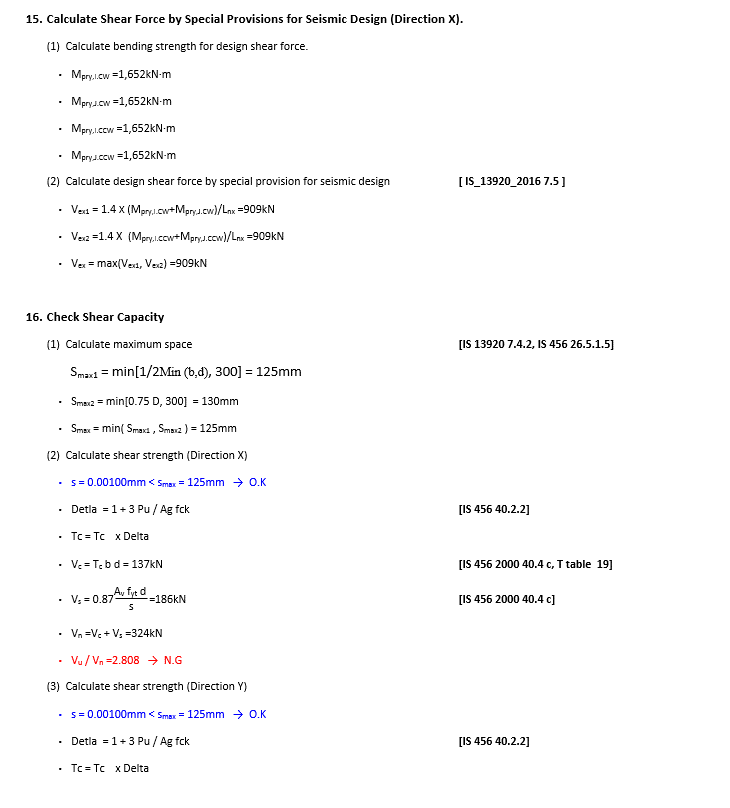 15. Calculate Shear Force by Special Provisions for Seismic Design (Direction X).
(1) Calculate bending strength for design shear force.
· Mpry,I.CW =1,652kN·m
· Mpry,J.CW =1,652kN·m
· Mpry,I.CCW =1,652kN·m
· Mpry,J.CCW =1,652kN·m
(2) Calculate design shear force by special provision for seismic design [ IS_13920_2016 7.5 ]
· Vex1 = 1.4 X (Mpry,I.CW+Mpry,J.CW)/Lnx =909kN
· Vex2 =1.4 X (Mpry,I.CCW+Mpry,J.CCW)/Lnx =909kN
· Vex = max(Vex1, Vex2) =909kN
16. Check Shear Capacity
(1) Calculate maximum space [IS 13920 7.4.2, IS 456 26.5.1.5]
Smax1 = min[1/2Min (b,d), 300] = 125mm
· Smax2 = min[0.75 D, 300] = 130mm
· Smax = min( Smax1 , Smax2 ) = 125mm
(2) Calculate shear strength (Direction X)
· s = 0.00100mm < smax = 125mm → O.K
· Detla = 1 + 3 Pu / Ag fck [IS 456 40.2.2]
· Tc = Tc x Delta
· Vc = Tc b d = 137kN [IS 456 2000 40.4 c, T table 19]
· Vs = 0.87 Av fyt d / s =186kN [IS 456 2000 40.4 c]
· Vn =Vc + Vs =324kN
· Vu / Vn =2.808 → N.G
(3) Calculate shear strength (Direction Y)
· s = 0.00100mm < smax = 125mm → O.K
· Detla = 1 + 3 Pu / Ag fck [IS 456 40.2.2]
· Tc = Tc x Delta